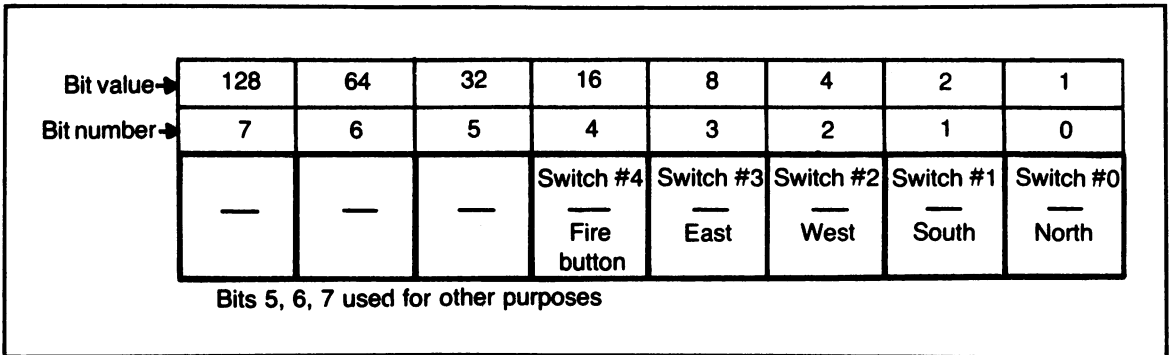 Bit value 128 64 32 16 8 4 2 1
Bit number 7 6 5 4 3 2 1 0
Switch #4 Switch #3 Switch #2 Switch #1 Switch #0
— — — — — — — —
Fire East West South North
button
Bits 5, 6, 7 used for other purposes